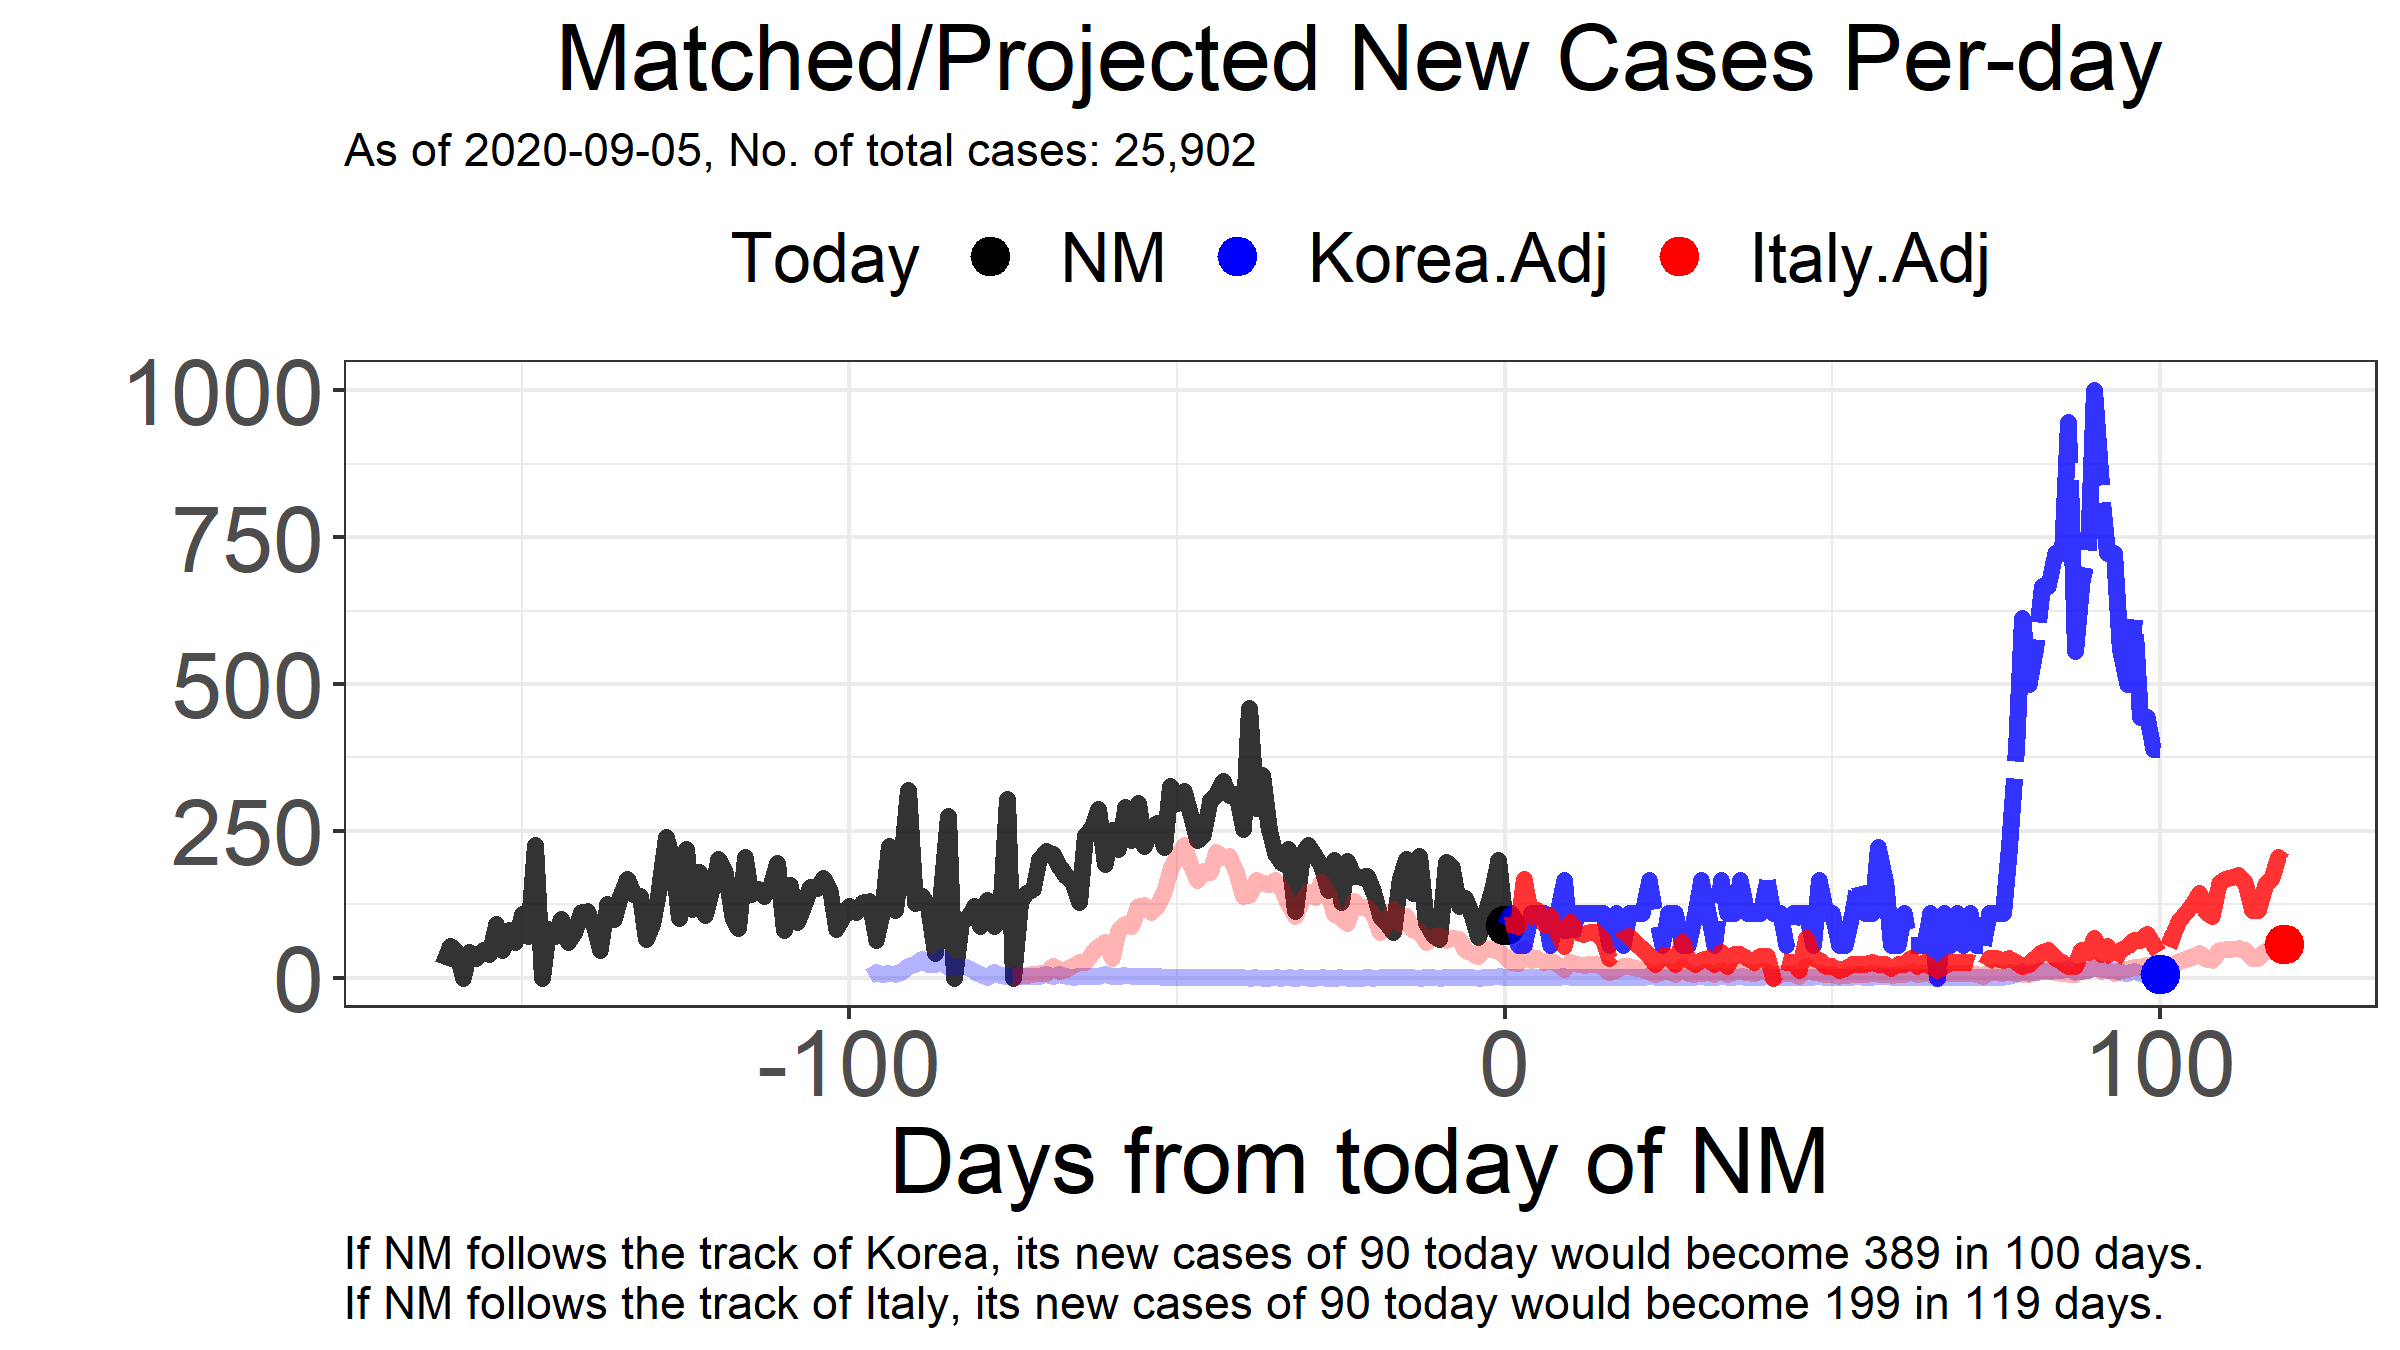 Matched/Projected New Cases Per-day
As of 2020-09-05, No. of total cases: 25,902
Today NM Korea.Adj Italy.Adj
1000
750
500
250
0
-100 0 100
Days from today of NM
If NM follows the track of Korea, its new cases of 90 today would become 389 in 100 days.
If NM follows the track of Italy, its new cases of 90 today would become 199 in 119 days.